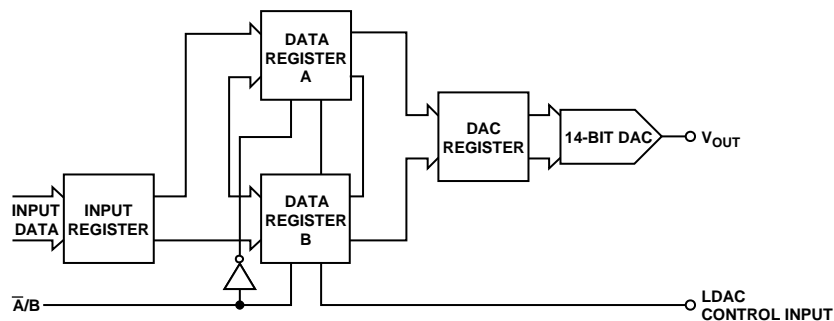 DATA
REGISTER
A
DAC
REGISTER
14-BIT DAC
VOUT
INPUT
DATA
INPUT
REGISTER
DATA
REGISTER
B
A̅/B
LDAC
CONTROL INPUT